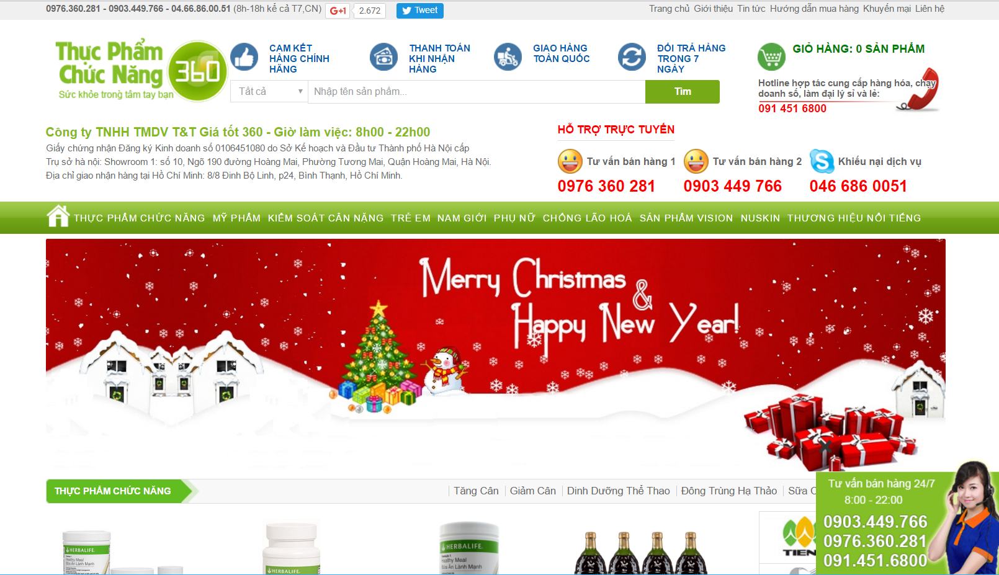 0976.360.281 - 0903.449.766 - 04.66.86.00.51 (8h-18h kể cả T7,CN) G+1 2.672 Tweet
Trang chủ Giới thiệu Tin tức Hướng dẫn mua hàng Khuyến mại Liên hệ
Thực Phẩm
Chức Năng
360
Sức khỏe trong tầm tay bạn
CAM KẾT
HÀNG CHÍNH
HÃNG
THANH TOÁN
KHI NHẬN
HÀNG
GIAO HÀNG
TOÀN QUỐC
ĐỔI TRẢ HÀNG
TRONG 7
NGÀY
GIỎ HÀNG: 0 SẢN PHẨM
Tất cả
Nhập tên sản phẩm...
Tìm
Hotline hợp tác cung cấp hàng hóa, chạy
doanh số, làm đại lý sỉ và lẻ:
091 451 6800
Công ty TNHH TMDV T&T Giá tốt 360 - Giờ làm việc: 8h00 - 22h00
Giấy chứng nhận Đăng ký Kinh doanh số 0106451080 do Sở Kế hoạch và Đầu tư Thành phố Hà Nội cấp
Trụ sở hà nội: Showroom 1: số 10, Ngõ 190 đường Hoàng Mai, Phường Tương Mai, Quận Hoàng Mai, Hà Nội.
Địa chỉ giao nhận hàng tại Hồ Chí Minh: 8/8 Đinh Bộ Linh, p24, Bình Thạnh, Hồ Chí Minh.
HỖ TRỢ TRỰC TUYẾN
Tư vấn bán hàng 1
0976 360 281
Tư vấn bán hàng 2
0903 449 766
Khiếu nại dịch vụ
046 686 0051
THỰC PHẨM CHỨC NĂNG MỸ PHẨM KIỂM SOÁT CÂN NẶNG TRẺ EM NAM GIỚI PHỤ NỮ CHỐNG LÃO HOÁ SẢN PHẨM VISION NUSKIN THƯƠNG HIỆU NỔI TIẾNG
Merry Christmas
&
Happy New Year!
THỰC PHẨM CHỨC NĂNG
Tăng Cân Giảm Cân Dinh Dưỡng Thể Thao Đông Trùng Hạ Thảo Sữa
Tư vấn bán hàng 24/7
8:00 - 22:00
0903.449.766
0976.360.281
091.451.6800
HERBALIFE
Healthy Meal
Bữa Ăn Lành Mạnh
HERBALIFE
HERBALIFE
Healthy Meal
Bữa Ăn Lành Mạnh
TIEN